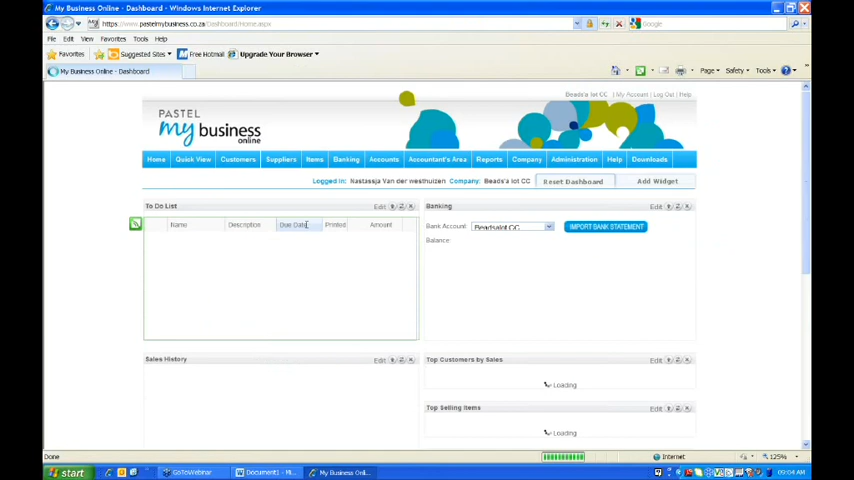 My Business Online - Dashboard - Windows Internet Explorer
https://www.pastelmybusiness.co.za/Dashboard/Home.aspx
Google
File Edit View Favorites Tools Help
Favorites Suggested Sites Free Hotmail Upgrade Your Browser
My Business Online - Dashboard
Page Safety Tools
Beads'a lot CC | My Account | Log Out | Help
PASTEL
my business
online
Home Quick View Customers Suppliers Items Banking Accounts Accountant's Area Reports Company Administration Help Downloads
Logged in: Nastassja Van der westhuizen Company: Beads'a lot CC Reset Dashboard Add Widget
To Do List Edit
Banking Edit
Name Description Due Date Printed Amount
Bank Account: Beadsalot CC IMPORT BANK STATEMENT
Balance:
Sales History Edit
Top Customers by Sales Edit
Loading
Top Selling Items Edit
Loading
Done Internet 125%
start GoToWebinar Document1 - Mi... My Business Onli... 09:04 AM